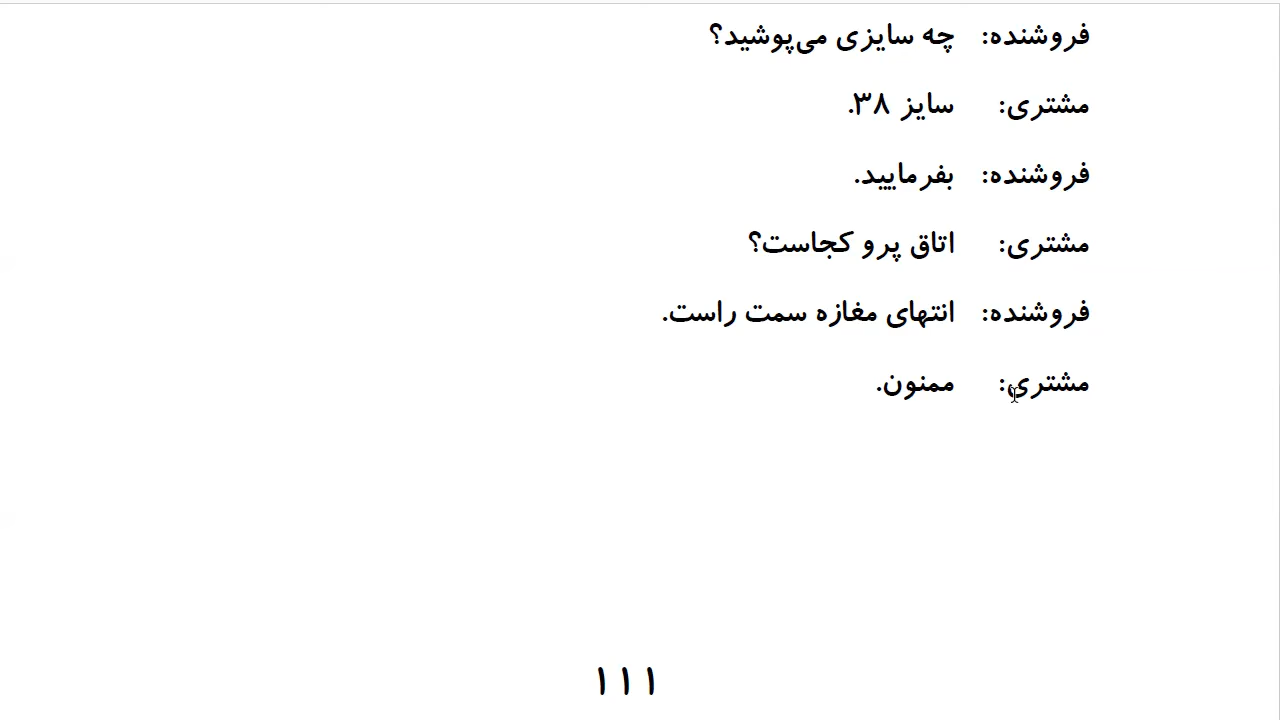 فروشنده: چه سایزی می‌پوشید؟
مشتری: سایز ۳۸.
فروشنده: بفرمایید.
مشتری: اتاق پرو کجاست؟
فروشنده: انتهای مغازه سمت راست.
مشتری: ممنون.
۱۱۱